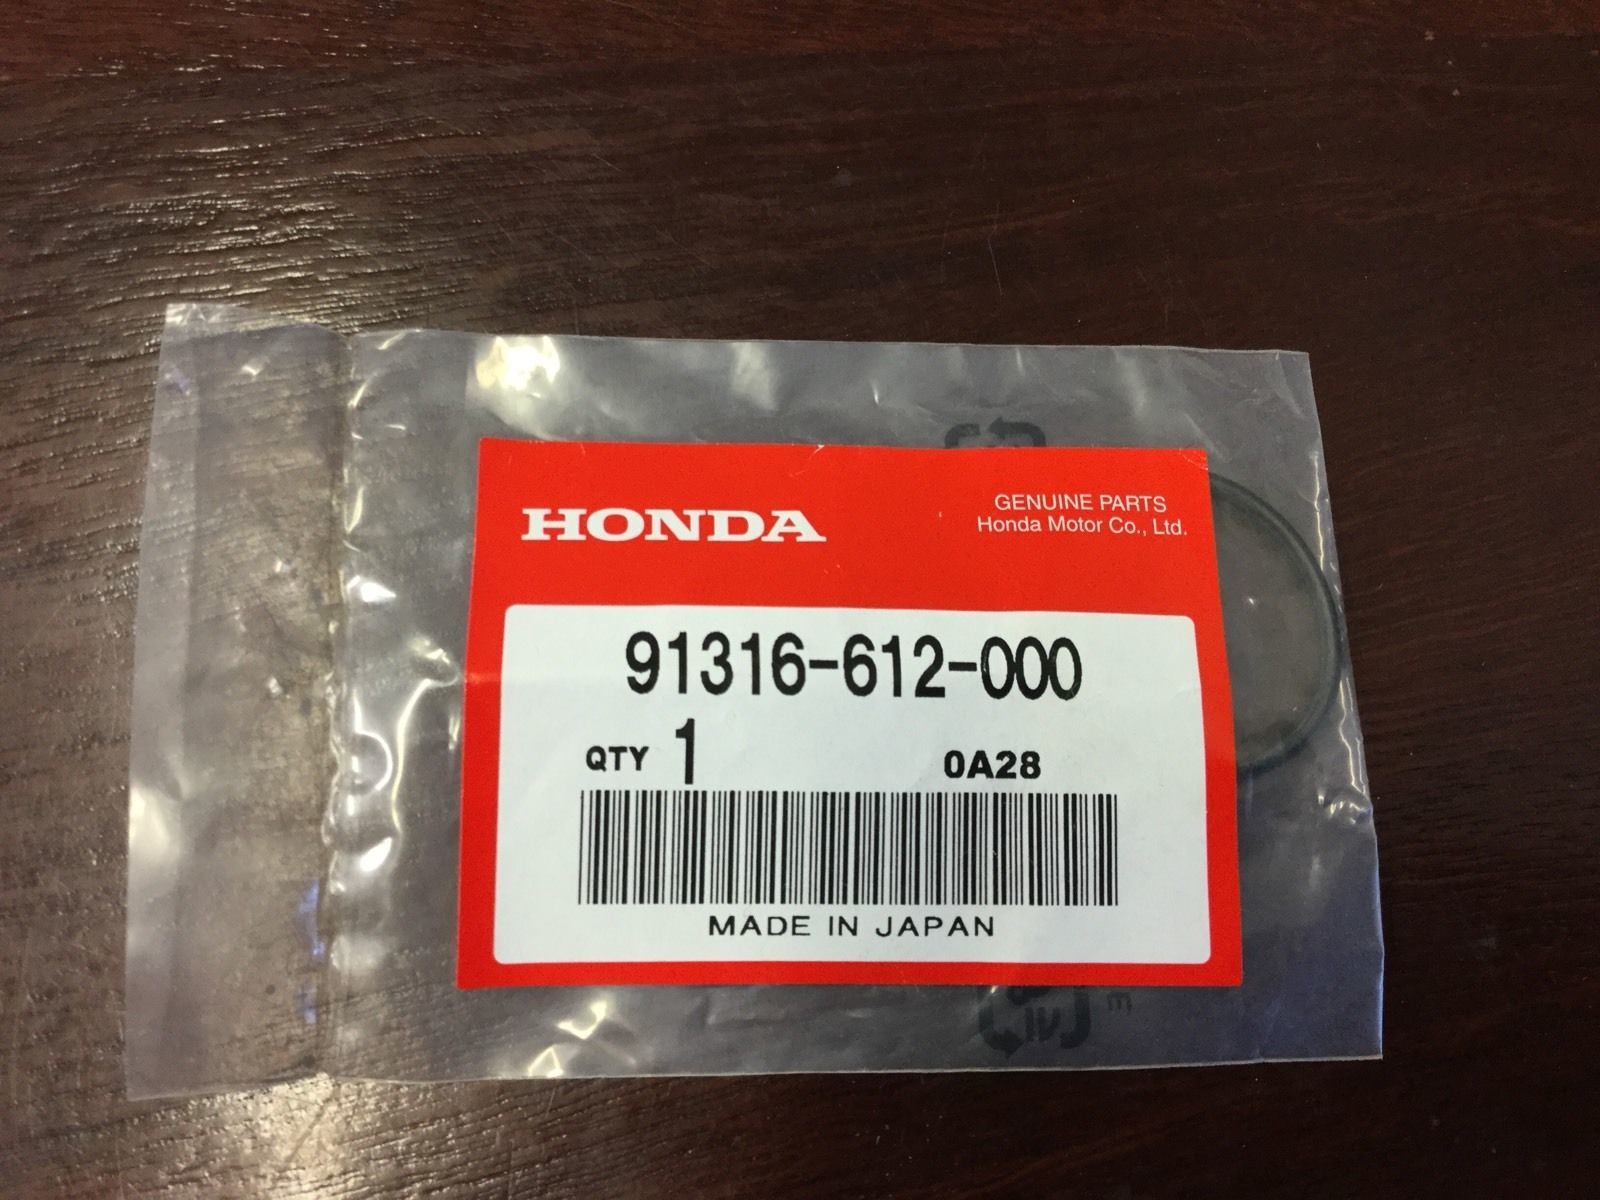 HONDA
GENUINE PARTS
Honda Motor Co., Ltd.
91316-612-000
QTY 1
0A28
MADE IN JAPAN